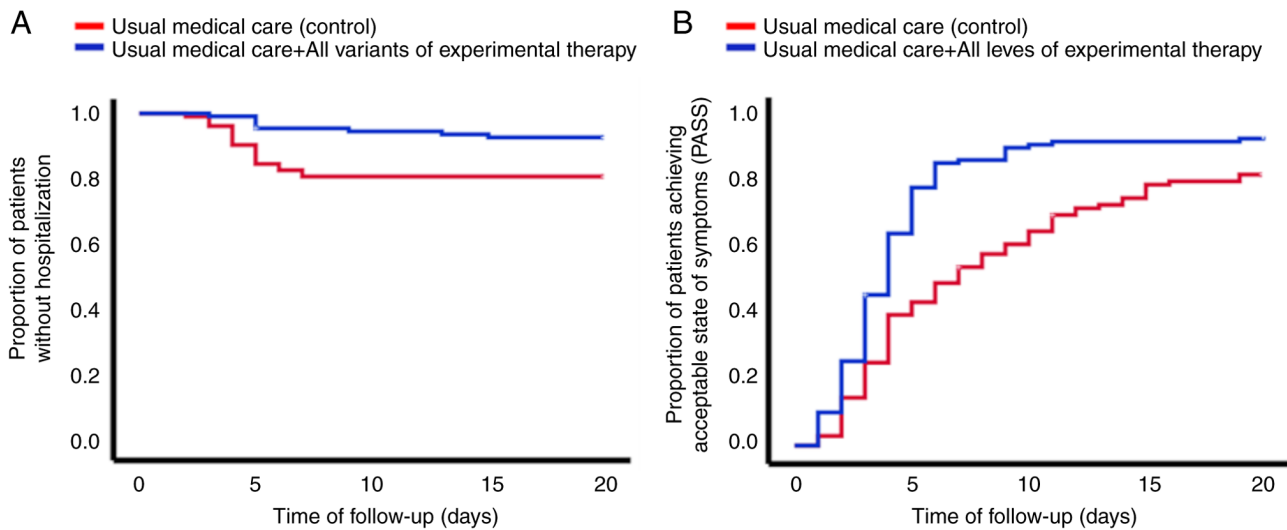 A
Usual medical care (control)
Usual medical care+All variants of experimental therapy
Proportion of patients
without hospitalization
1.0
0.8
0.6
0.4
0.2
0.0
0 5 10 15 20
Time of follow-up (days)
B
Usual medical care (control)
Usual medical care+All leves of experimental therapy
Proportion of patients achieving
acceptable state of symptoms (PASS)
1.0
0.8
0.6
0.4
0.2
0.0
0 5 10 15 20
Time of follow-up (days)